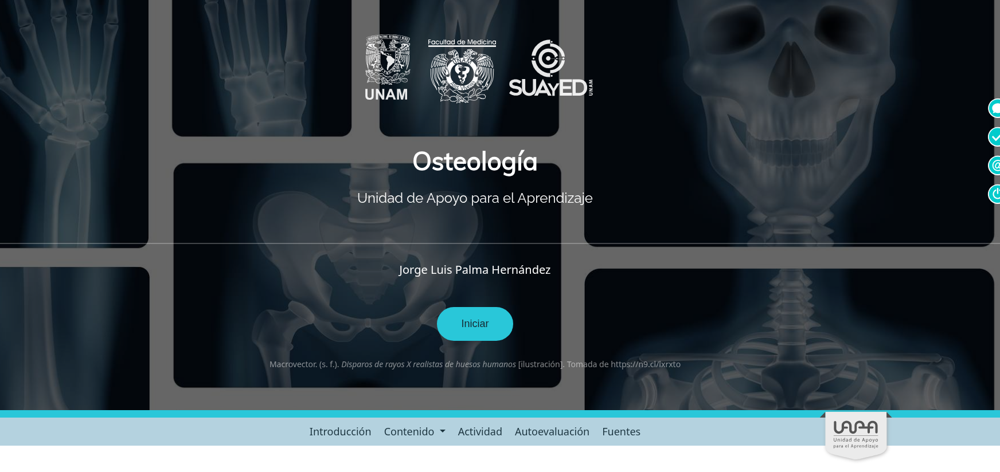 UNAM
Facultad de Medicina
SUAYED
UNAM
Osteología
Unidad de Apoyo para el Aprendizaje
Jorge Luis Palma Hernández
Iniciar
Macrovector. (s. f.). Disparos de rayos X realistas de huesos humanos [ilustración]. Tomada de https://n9.cl/lxrxto
Introducción Contenido Actividad Autoevaluación Fuentes
UAPA
Unidad de Apoyo
para el Aprendizaje